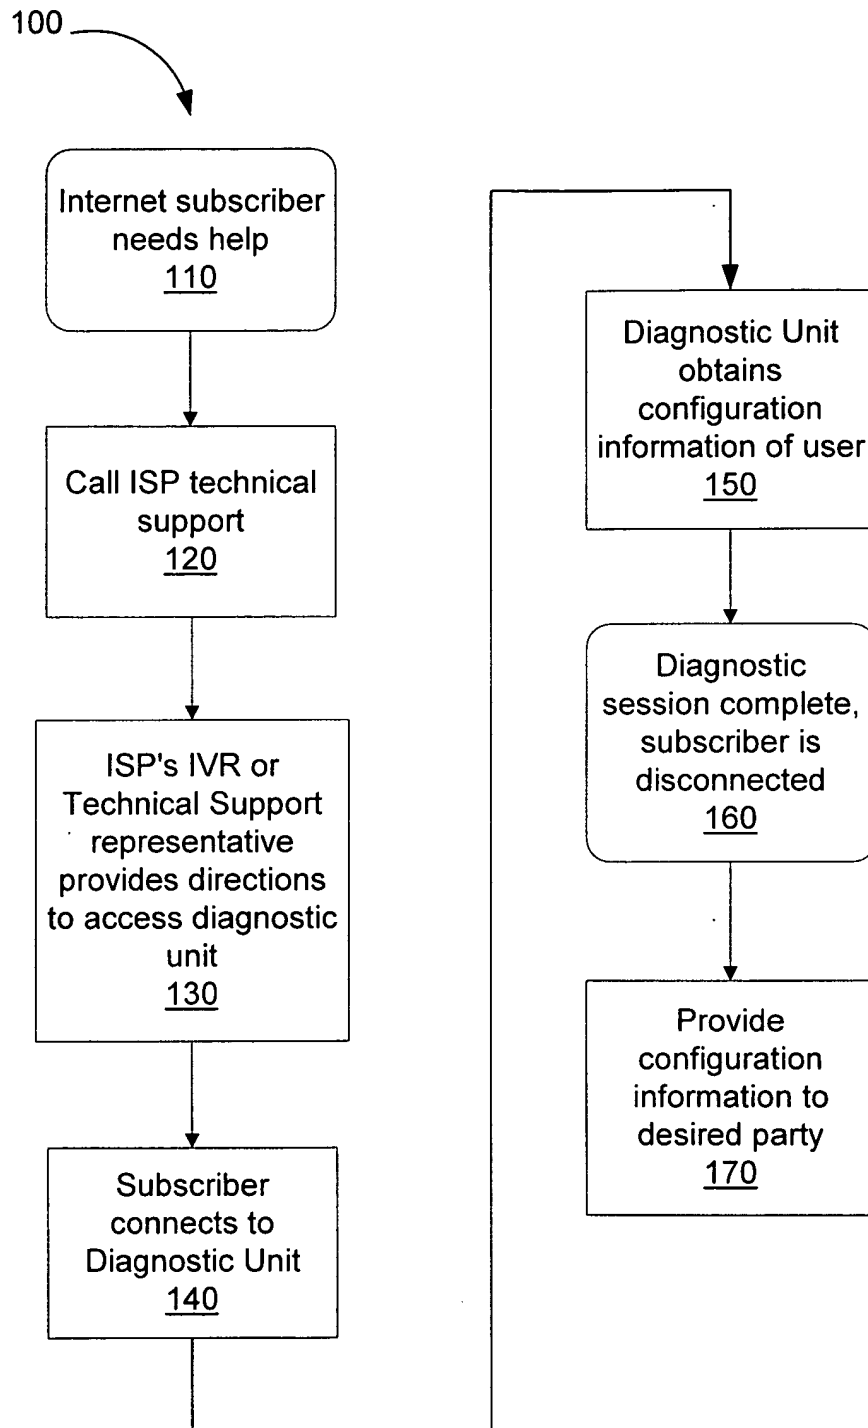 100
Internet subscriber
needs help
110
Call ISP technical
support
120
ISP's IVR or
Technical Support
representative
provides directions
to access diagnostic
unit
130
Subscriber
connects to
Diagnostic Unit
140
Diagnostic Unit
obtains
configuration
information of user
150
Diagnostic
session complete,
subscriber is
disconnected
160
Provide
configuration
information to
desired party
170